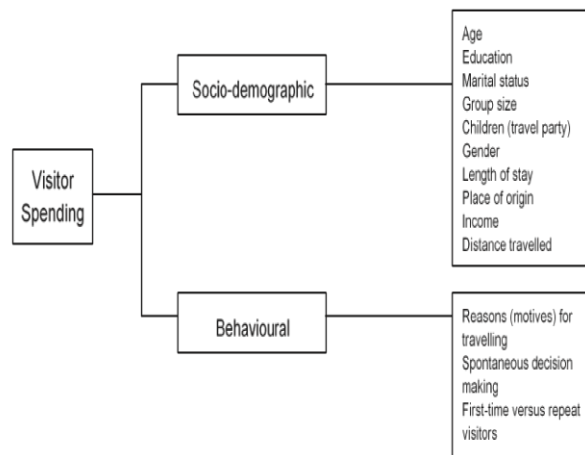 Visitor
Spending
Socio-demographic
Age
Education
Marital status
Group size
Children (travel party)
Gender
Length of stay
Place of origin
Income
Distance travelled
Behavioural
Reasons (motives) for
travelling
Spontaneous decision
making
First-time versus repeat
visitors